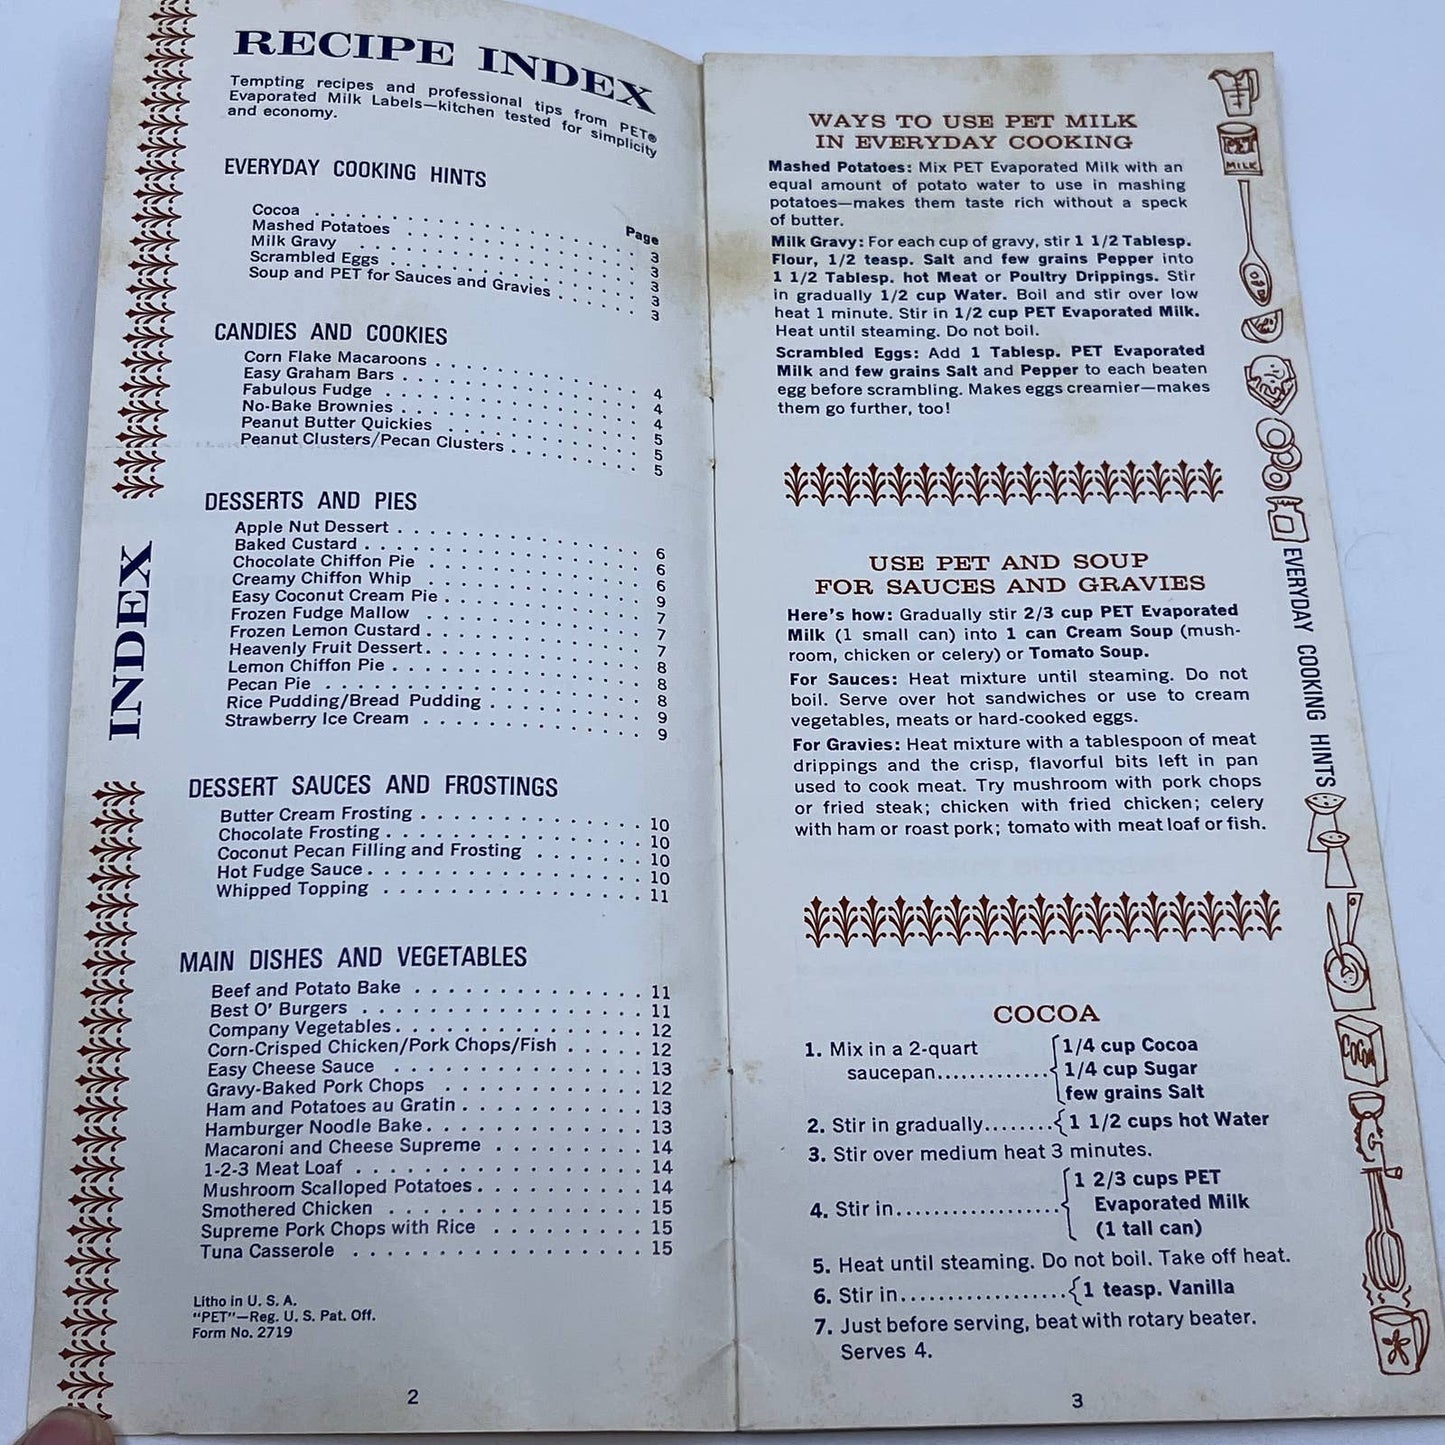 RECIPE INDEX
Tempting recipes and professional tips from PET®
Evaporated Milk Labels—kitchen tested for simplicity
and economy.
EVERYDAY COOKING HINTS
Page
Cocoa . . . . . . . . . . 3
Mashed Potatoes . . . . . . . . . . 3
Milk Gravy . . . . . . . . . . 3
Scrambled Eggs . . . . . . . . . . 3
Soup and PET for Sauces and Gravies . . . . . . 3
CANDIES AND COOKIES
Corn Flake Macaroons . . . . . . . . . . 4
Easy Graham Bars . . . . . . . . . . 4
Fabulous Fudge . . . . . . . . . . 4
No-Bake Brownies . . . . . . . . . . 5
Peanut Butter Quickies . . . . . . . . . . 5
Peanut Clusters/Pecan Clusters . . . . . . . . 5
DESSERTS AND PIES
Apple Nut Dessert . . . . . . . . . . 6
Baked Custard . . . . . . . . . . 6
Chocolate Chiffon Pie . . . . . . . . . . 6
Creamy Chiffon Whip . . . . . . . . . . 9
Easy Coconut Cream Pie . . . . . . . . . . 7
Frozen Fudge Mallow . . . . . . . . . . 7
Frozen Lemon Custard . . . . . . . . . . 7
Heavenly Fruit Dessert . . . . . . . . . . 8
Lemon Chiffon Pie . . . . . . . . . . 8
Pecan Pie . . . . . . . . . . 8
Rice Pudding/Bread Pudding . . . . . . . . . . 9
Strawberry Ice Cream . . . . . . . . . . 9
DESSERT SAUCES AND FROSTINGS
Butter Cream Frosting . . . . . . . . . . 10
Chocolate Frosting . . . . . . . . . . 10
Coconut Pecan Filling and Frosting . . . . . . . 10
Hot Fudge Sauce . . . . . . . . . . 10
Whipped Topping . . . . . . . . . . 11
MAIN DISHES AND VEGETABLES
Beef and Potato Bake . . . . . . . . . . 11
Best O' Burgers . . . . . . . . . . 11
Company Vegetables . . . . . . . . . . 12
Corn-Crisped Chicken/Pork Chops/Fish . . . . . 12
Easy Cheese Sauce . . . . . . . . . . 13
Gravy-Baked Pork Chops . . . . . . . . . . 12
Ham and Potatoes au Gratin . . . . . . . . . . 13
Hamburger Noodle Bake . . . . . . . . . . 13
Macaroni and Cheese Supreme . . . . . . . . . 14
1-2-3 Meat Loaf . . . . . . . . . . 14
Mushroom Scalloped Potatoes . . . . . . . . . . 14
Smothered Chicken . . . . . . . . . . 15
Supreme Pork Chops with Rice . . . . . . . . . 15
Tuna Casserole . . . . . . . . . . 15
Litho in U. S. A.
"PET"—Reg. U. S. Pat. Off.
Form No. 2719
2
INDEX
WAYS TO USE PET MILK
IN EVERYDAY COOKING
Mashed Potatoes: Mix PET Evaporated Milk with an
equal amount of potato water to use in mashing
potatoes—makes them taste rich without a speck
of butter.
Milk Gravy: For each cup of gravy, stir 1 1/2 Tablesp.
Flour, 1/2 teasp. Salt and few grains Pepper into
1 1/2 Tablesp. hot Meat or Poultry Drippings. Stir
in gradually 1/2 cup Water. Boil and stir over low
heat 1 minute. Stir in 1/2 cup PET Evaporated Milk.
Heat until steaming. Do not boil.
Scrambled Eggs: Add 1 Tablesp. PET Evaporated
Milk and few grains Salt and Pepper to each beaten
egg before scrambling. Makes eggs creamier—makes
them go further, too!
USE PET AND SOUP
FOR SAUCES AND GRAVIES
Here's how: Gradually stir 2/3 cup PET Evaporated
Milk (1 small can) into 1 can Cream Soup (mush-
room, chicken or celery) or Tomato Soup.
For Sauces: Heat mixture until steaming. Do not
boil. Serve over hot sandwiches or use to cream
vegetables, meats or hard-cooked eggs.
For Gravies: Heat mixture with a tablespoon of meat
drippings and the crisp, flavorful bits left in pan
used to cook meat. Try mushroom with pork chops
or fried steak; chicken with fried chicken; celery
with ham or roast pork; tomato with meat loaf or fish.
COCOA
1. Mix in a 2-quart
saucepan............. { 1/4 cup Cocoa
1/4 cup Sugar
few grains Salt
2. Stir in gradually........{ 1 1/2 cups hot Water
3. Stir over medium heat 3 minutes.
4. Stir in.................. { 1 2/3 cups PET
Evaporated Milk
(1 tall can)
5. Heat until steaming. Do not boil. Take off heat.
6. Stir in..................{ 1 teasp. Vanilla
7. Just before serving, beat with rotary beater.
Serves 4.
3
PET
MILK
EVERYDAY COOKING HINTS
COCOA